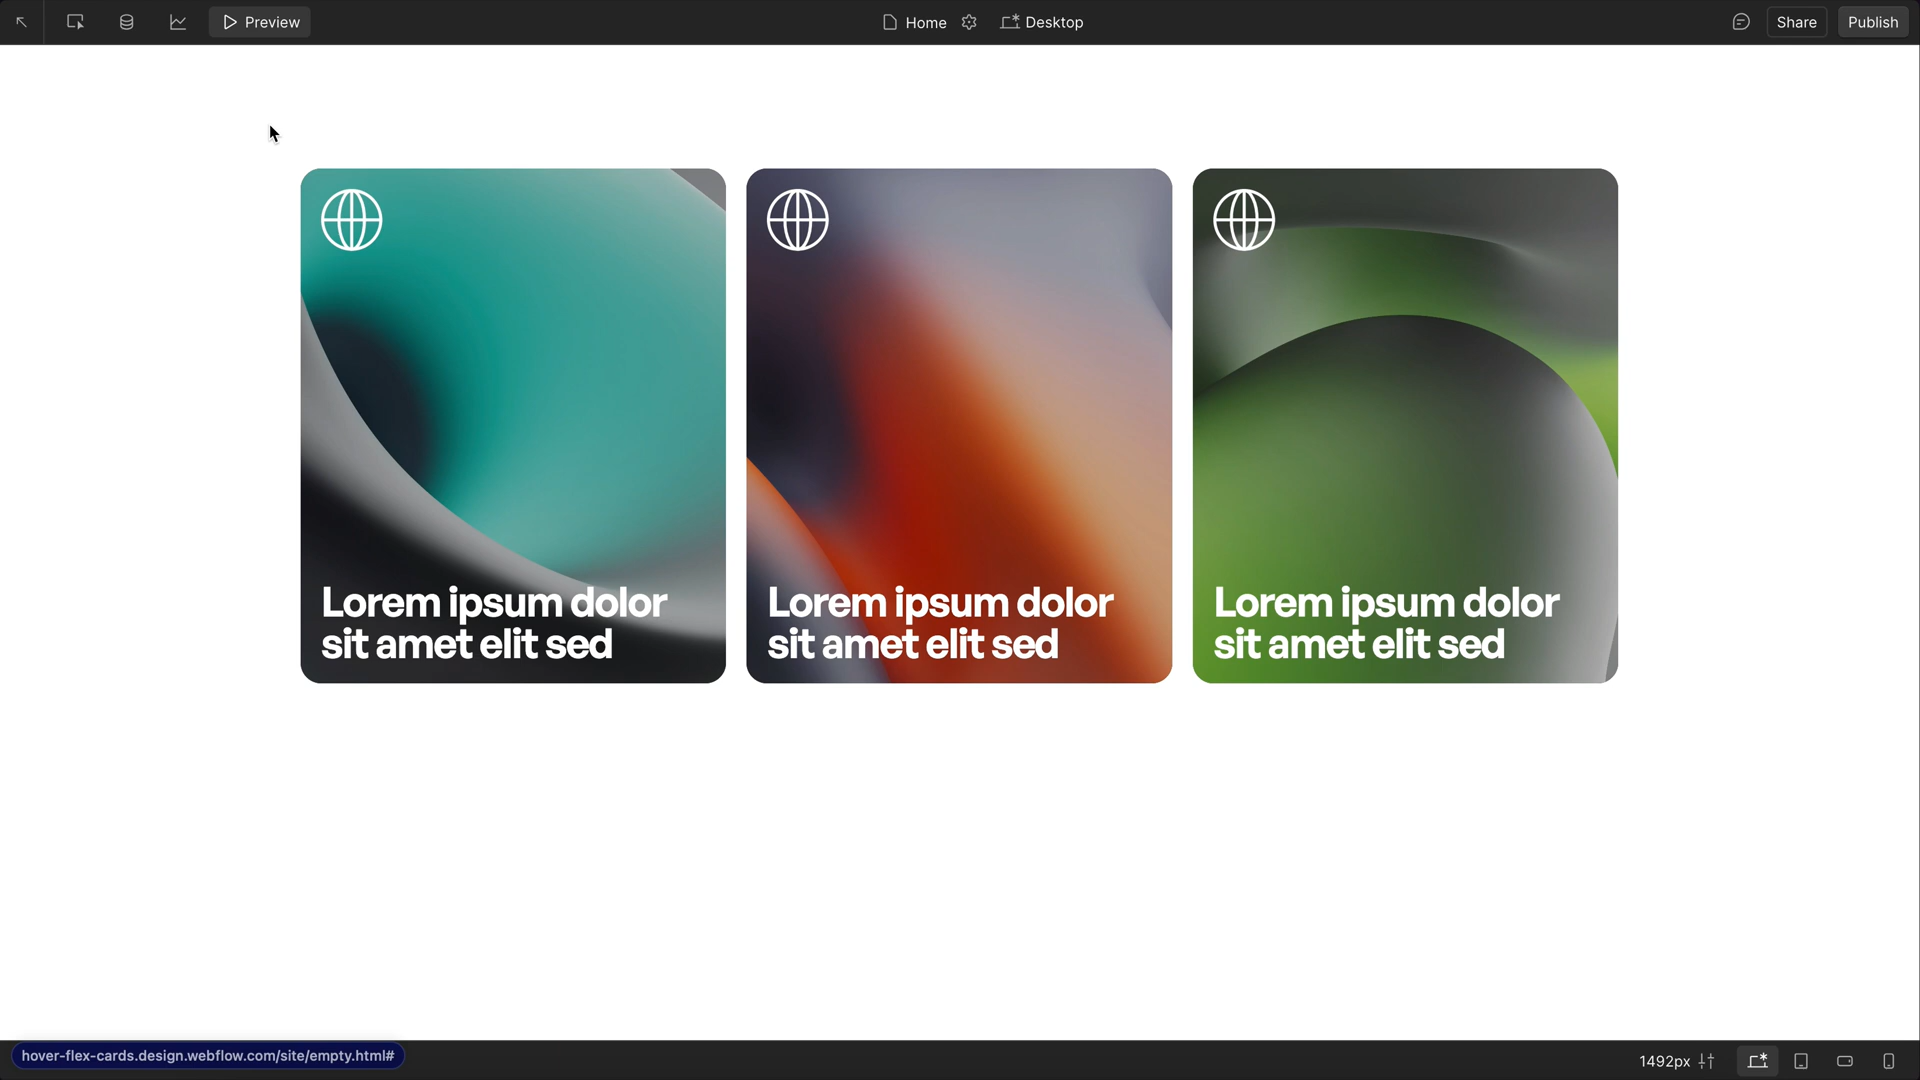 Preview
Home
Desktop
Share
Publish
Lorem ipsum dolor
sit amet elit sed
Lorem ipsum dolor
sit amet elit sed
Lorem ipsum dolor
sit amet elit sed
hover-flex-cards.design.webflow.com/site/empty.html#
1492px